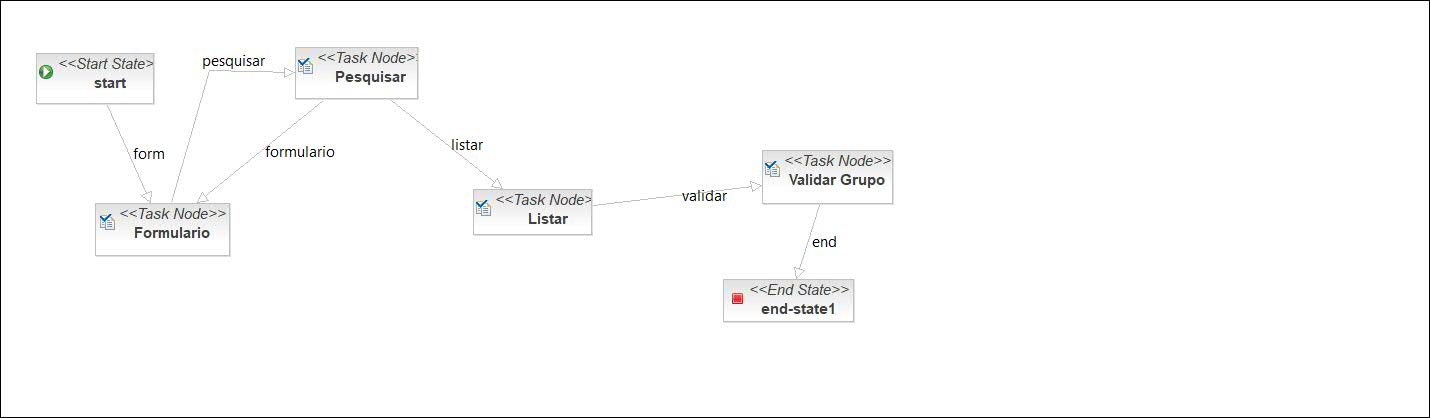 <<Start State>
start
pesquisar
<<Task Node>
Pesquisar
form
formulario
listar
<<Task Node>>
Formulario
<<Task Node>
Listar
validar
<<Task Node>>
Validar Grupo
end
<<End State>>
end-state1